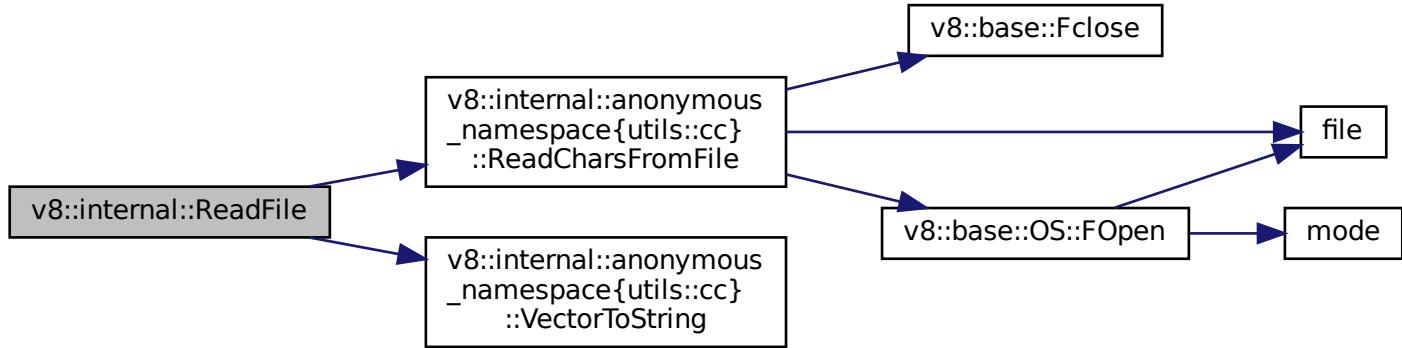 v8::internal::ReadFile
v8::internal::anonymous
_namespace{utils::cc}
::ReadCharsFromFile
v8::internal::anonymous
_namespace{utils::cc}
::VectorToString
v8::base::Fclose
v8::base::OS::FOpen
file
mode